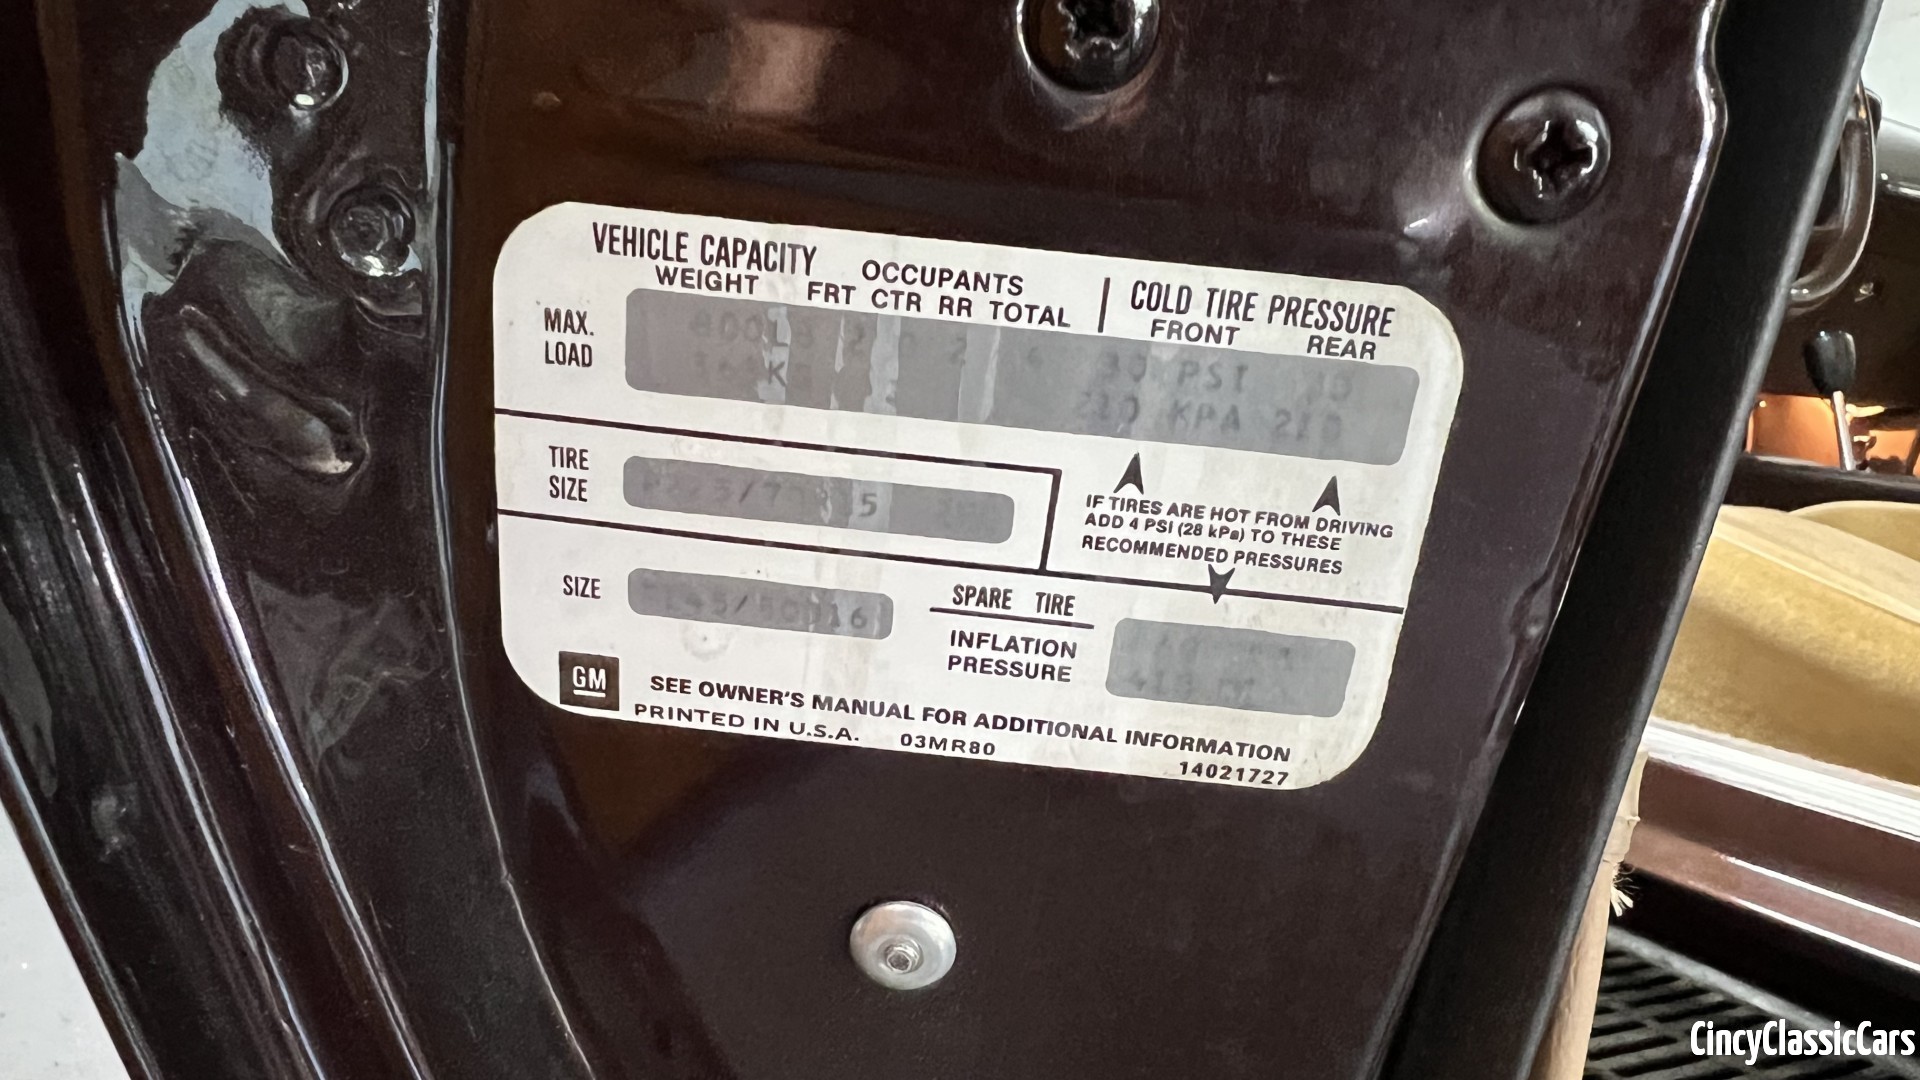 VEHICLE CAPACITY
WEIGHT
OCCUPANTS
FRT CTR RR TOTAL
COLD TIRE PRESSURE
FRONT REAR
MAX.
LOAD
30 PSI 30
210 KPA 210
TIRE
SIZE
IF TIRES ARE HOT FROM DRIVING
ADD 4 PSI (28 kPa) TO THESE
RECOMMENDED PRESSURES
SIZE
SPARE TIRE
INFLATION
PRESSURE
GM
SEE OWNER'S MANUAL FOR ADDITIONAL INFORMATION
PRINTED IN U.S.A. 03MR80
14021727
CincyClassicCars